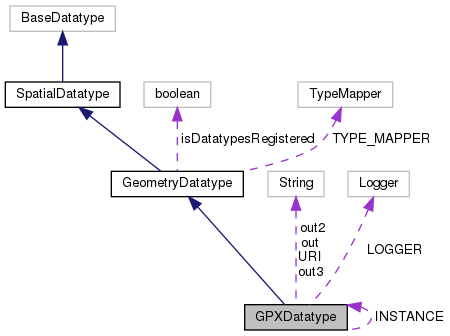 BaseDatatype
SpatialDatatype
boolean
TypeMapper
isDatatypesRegistered
TYPE_MAPPER
GeometryDatatype
String
Logger
out2
out
URI
out3
LOGGER
GPXDatatype
INSTANCE